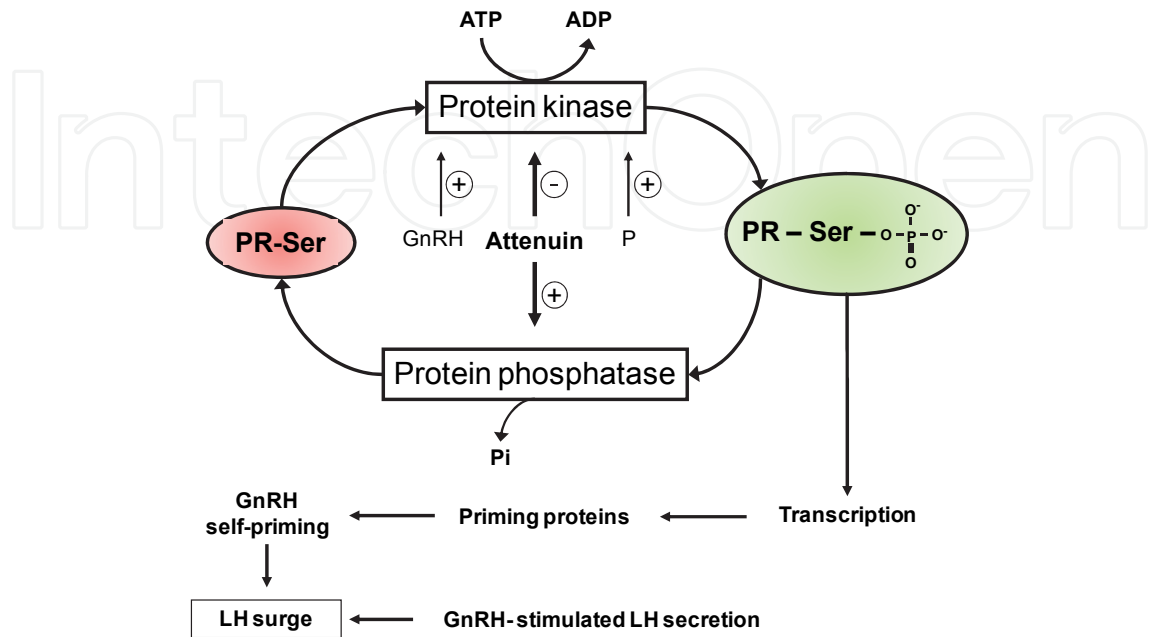 IntechOpen
ATP
ADP
Protein kinase
+
-
+
GnRH
Attenuin
P
PR-Ser
PR – Ser – O – P – O-
O-
O
+
Protein phosphatase
Pi
GnRH
self-priming
Priming proteins
Transcription
LH surge
GnRH-stimulated LH secretion